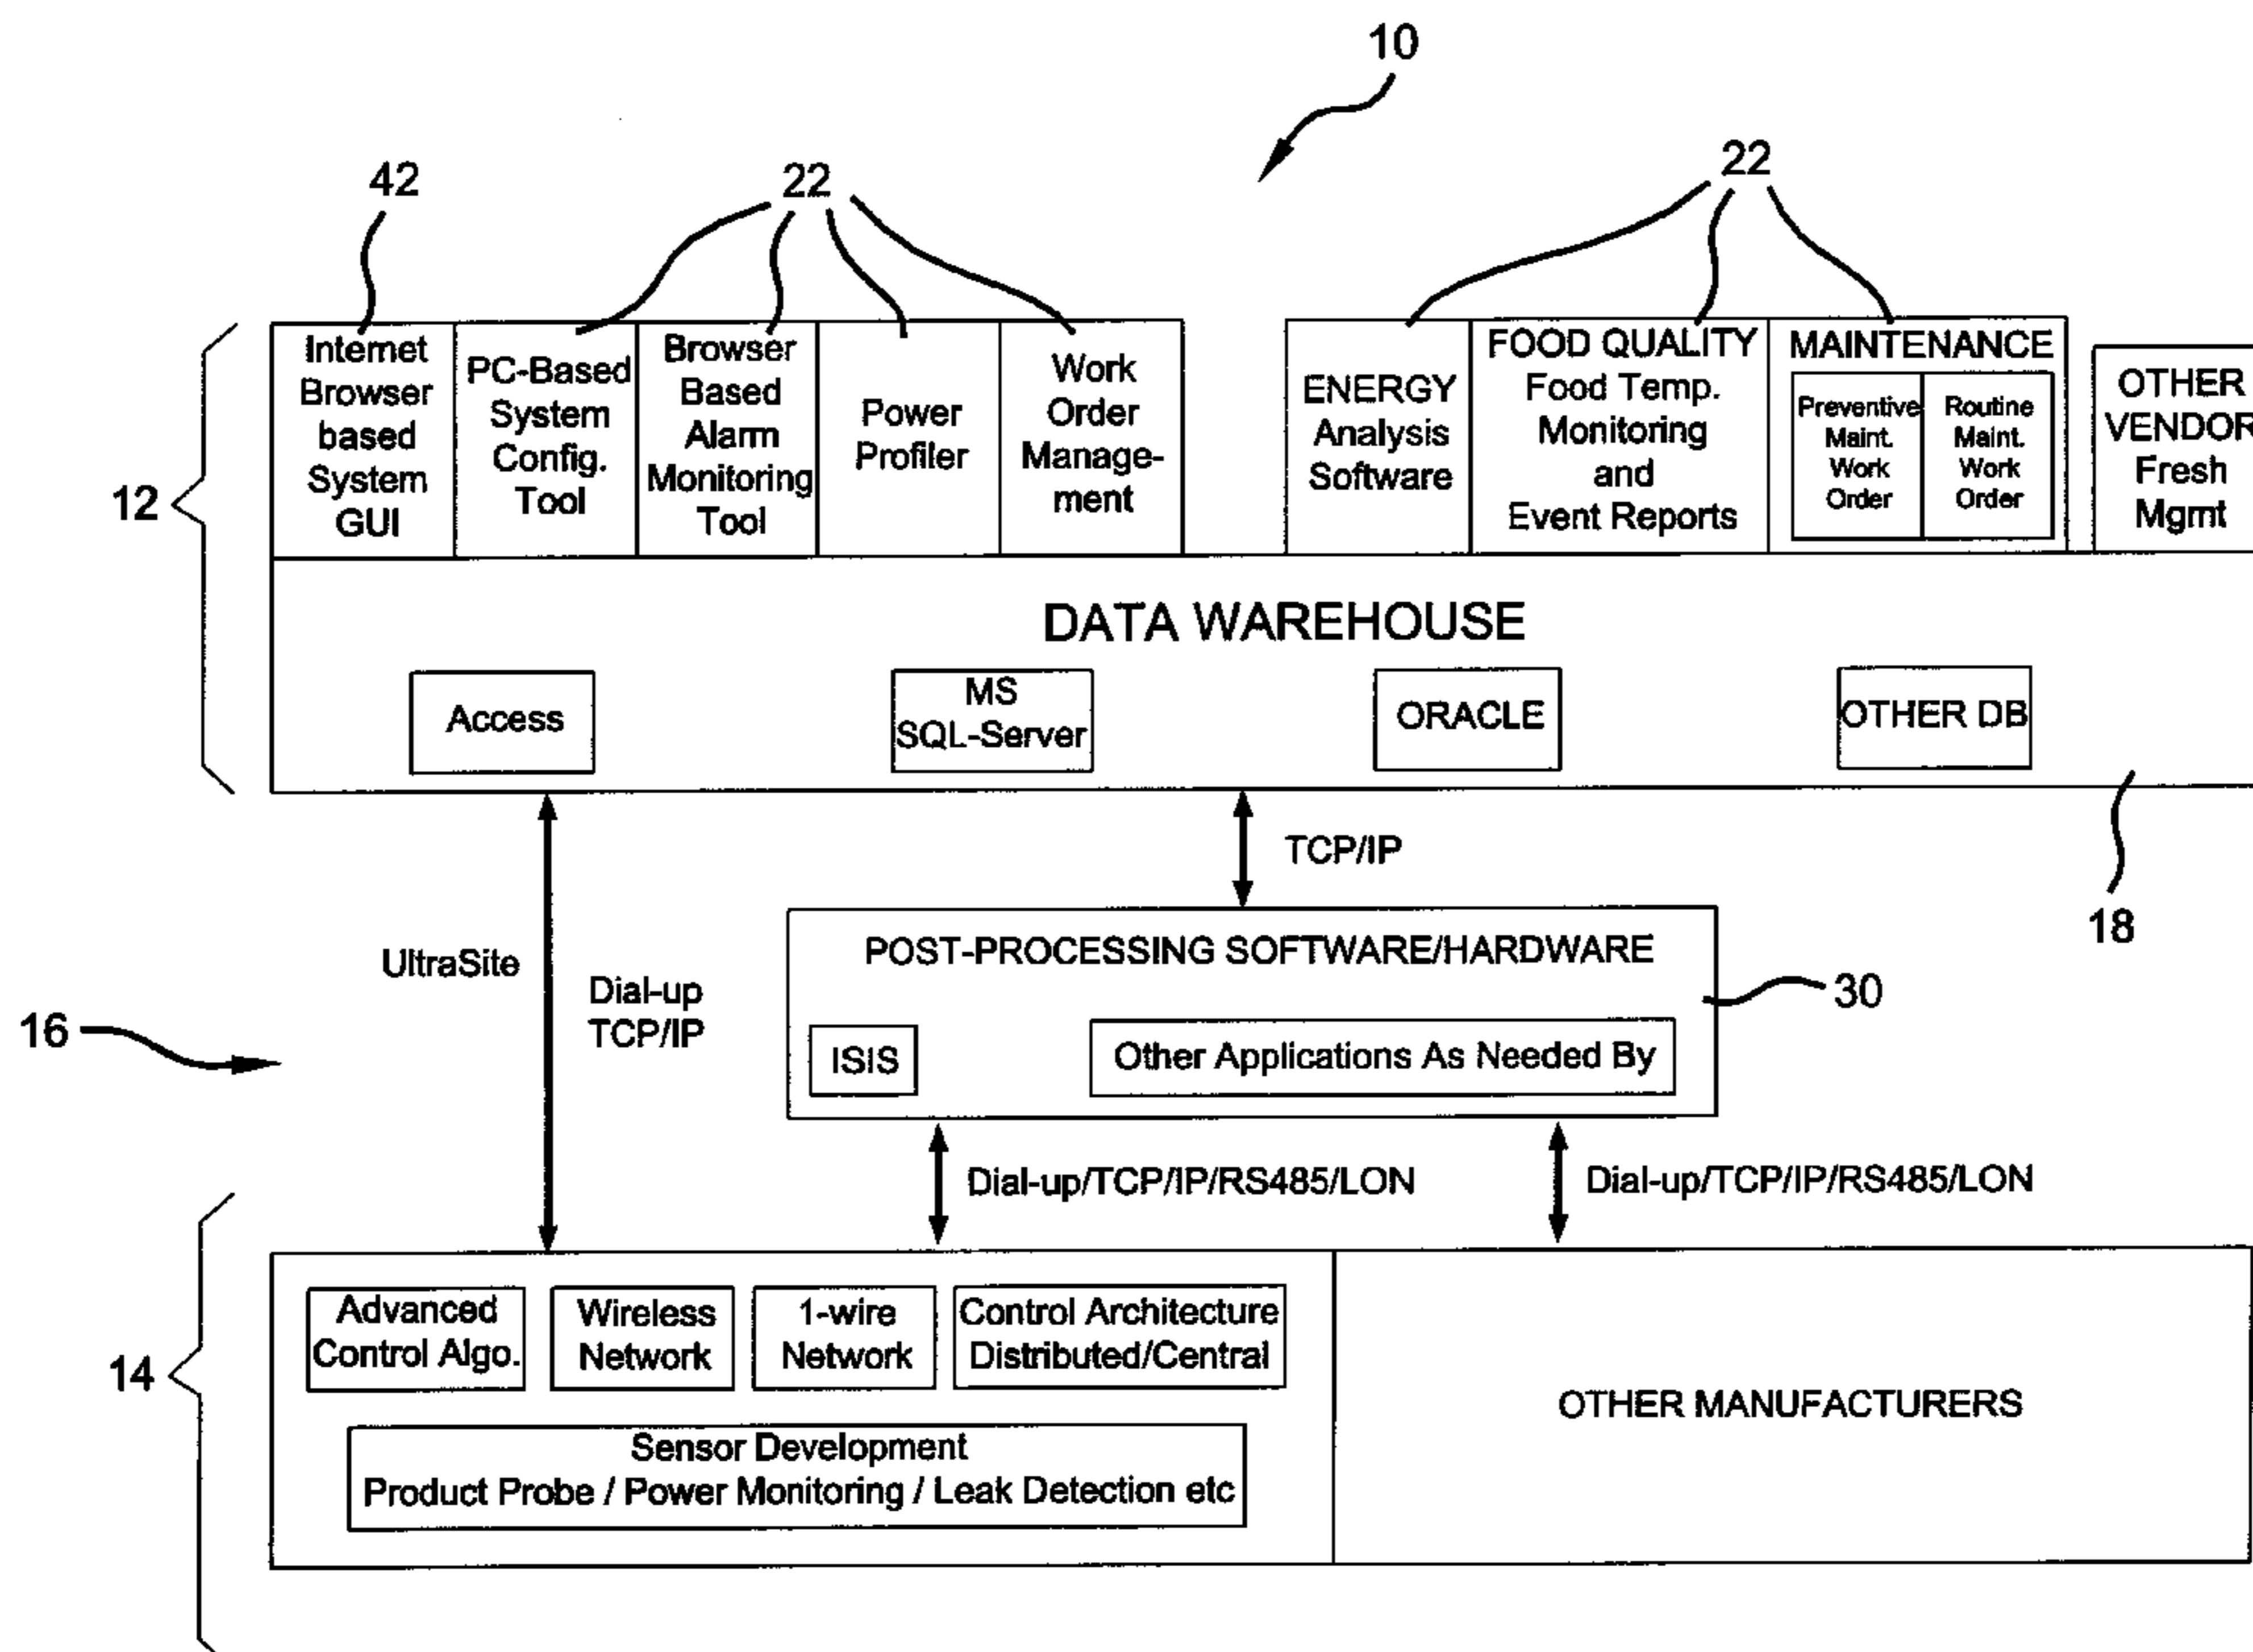 10
42
22
22
12
Internet
Browser
based
System
GUI
PC-Based
System
Config.
Tool
Browser
Based
Alarm
Monitoring
Tool
Power
Profiler
Work
Order
Manage-
ment
ENERGY
Analysis
Software
FOOD QUALITY
Food Temp.
Monitoring
and
Event Reports
MAINTENANCE
Preventive
Maint.
Work
Order
Routine
Maint.
Work
Order
OTHER
VENDOR
Fresh
Mgmt
DATA WAREHOUSE
Access
MS
SQL-Server
ORACLE
OTHER DB
18
TCP/IP
UltraSite
Dial-up
TCP/IP
16
POST-PROCESSING SOFTWARE/HARDWARE
30
ISIS
Other Applications As Needed By
Dial-up/TCP/IP/RS485/LON
Dial-up/TCP/IP/RS485/LON
14
Advanced
Control Algo.
Wireless
Network
1-wire
Network
Control Architecture
Distributed/Central
Sensor Development
Product Probe / Power Monitoring / Leak Detection etc
OTHER MANUFACTURERS